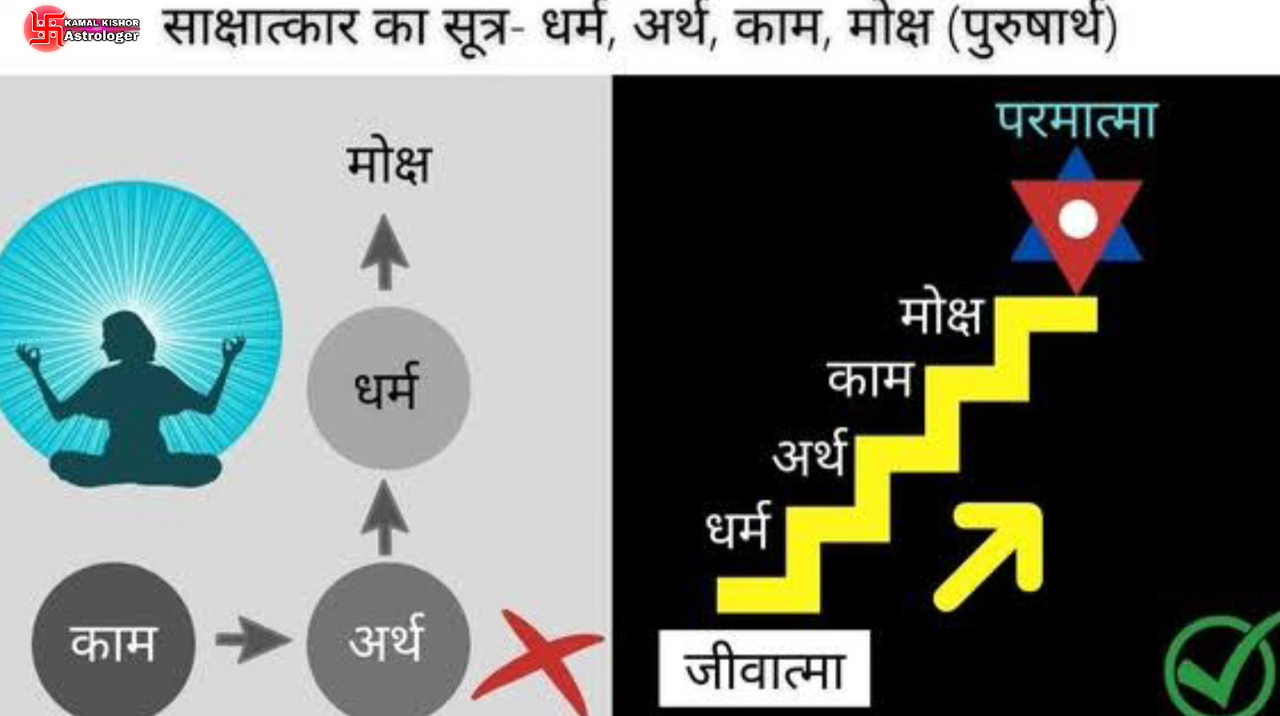 KAMAL KISHOR
Astrologer
साक्षात्कार का सूत्र- धर्म, अर्थ, काम, मोक्ष (पुरुषार्थ)
मोक्ष
धर्म
काम
अर्थ
परमात्मा
मोक्ष
काम
अर्थ
धर्म
जीवात्मा